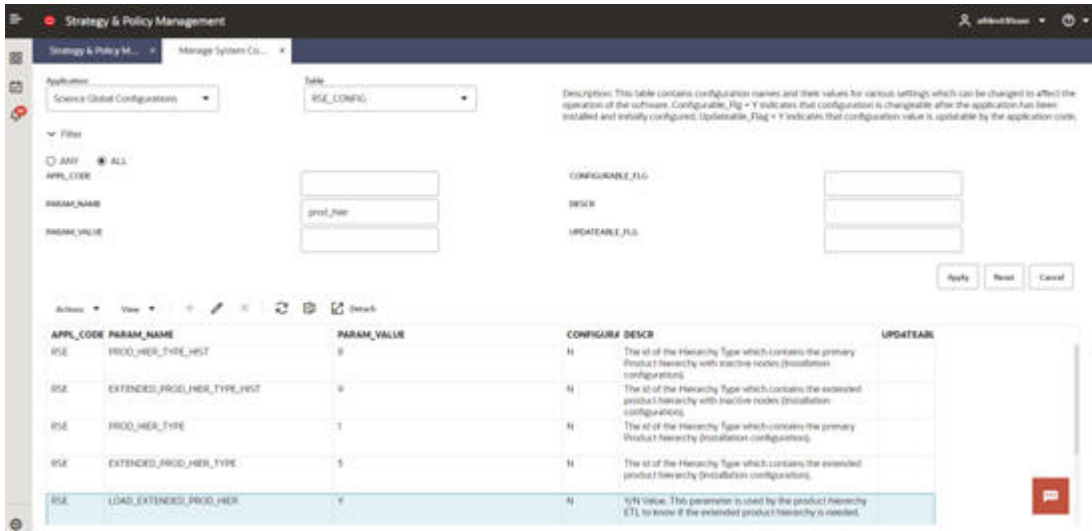 Strategy & Policy Management
Strategy & Policy M... ×
Manage System Co... ×
Application
Science Global Configurations
Table
RSE_CONFIG
Description: This table contains configuration names and their values for various settings which can be changed to affect the
operation of the software. Configurable_Flg = Y indicates that configuration is changeable after the application has been
installed and initially configured. Updateable_Flag = Y indicates that configuration value is updatable by the application code.
Filter
ANY ALL
APPL_CODE
CONFIGURABLE_FLG
PARAM_NAME
prod_hier
DESCR
PARAM_VALUE
UPDATEABLE_FLG
Apply Reset Cancel
Actions View Detach
APPL_CODE PARAM_NAME PARAM_VALUE CONFIGURA DESCR UPDATEABL
RSE PROD_HIER_TYPE_HIST 8 N The id of the Hierarchy Type which contains the primary
Product hierarchy with inactive nodes (Installation
configuration).
RSE EXTENDED_PROD_HIER_TYPE_HIST 9 N The id of the Hierarchy Type which contains the extended
product hierarchy with inactive nodes (Installation
configuration).
RSE PROD_HIER_TYPE 1 N The id of the Hierarchy Type which contains the primary
Product hierarchy (Installation configuration).
RSE EXTENDED_PROD_HIER_TYPE 5 N The id of the Hierarchy Type which contains the extended
product hierarchy (Installation configuration).
RSE LOAD_EXTENDED_PROD_HIER Y N Y/N Value. This parameter is used by the product hierarchy
ETL to know if the extended product hierarchy is needed.